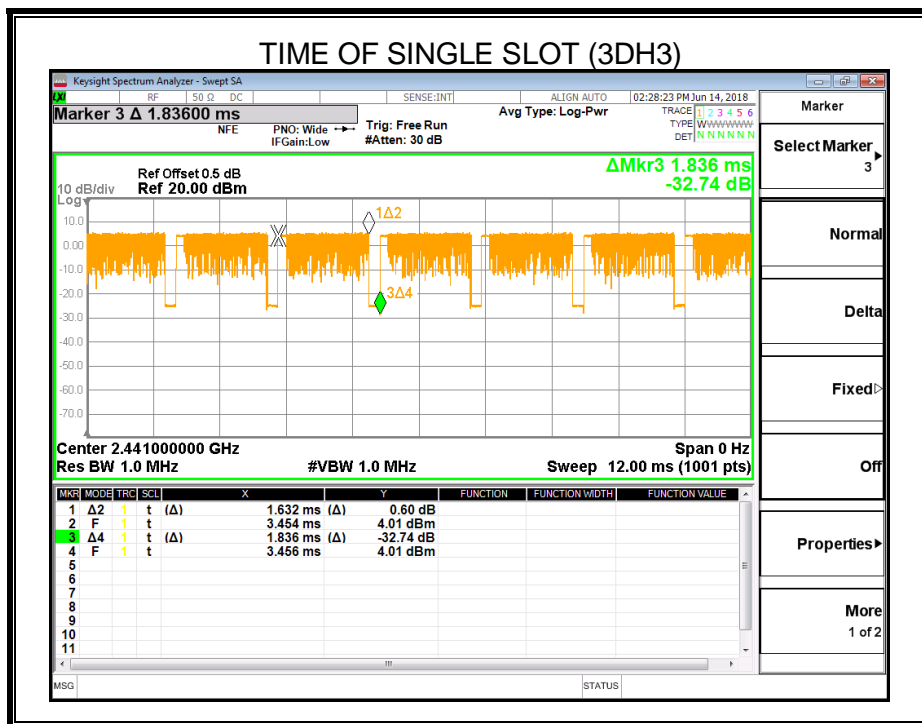 TIME OF SINGLE SLOT (3DH3)
Keysight Spectrum Analyzer - Swept SA
LXI RF 50 Ω DC SENSE:INT ALIGN AUTO 02:28:23 PM Jun 14, 2018
Marker 3 Δ 1.83600 ms
NFE
PNO: Wide
IFGain:Low
Trig: Free Run
#Atten: 30 dB
Avg Type: Log-Pwr
TRACE 1 2 3 4 5 6
TYPE WWWWWW
DET N N N N N N
Ref Offset 0.5 dB
10 dB/div Ref 20.00 dBm
Log
ΔMkr3 1.836 ms
-32.74 dB
10.0
0.00
-10.0
-20.0
-30.0
-40.0
-50.0
-60.0
-70.0
1Δ2
3Δ4
Center 2.441000000 GHz Span 0 Hz
Res BW 1.0 MHz #VBW 1.0 MHz Sweep 12.00 ms (1001 pts)
MKR MODE TRC SCL X Y FUNCTION FUNCTION WIDTH FUNCTION VALUE
1 Δ2 1 t (Δ) 1.632 ms (Δ) 0.60 dB
2 F 1 t 3.454 ms 4.01 dBm
3 Δ4 1 t (Δ) 1.836 ms (Δ) -32.74 dB
4 F 1 t 3.456 ms 4.01 dBm
5
6
7
8
9
10
11
MSG STATUS
Marker
Select Marker
3
Normal
Delta
Fixed
Off
Properties
More
1 of 2